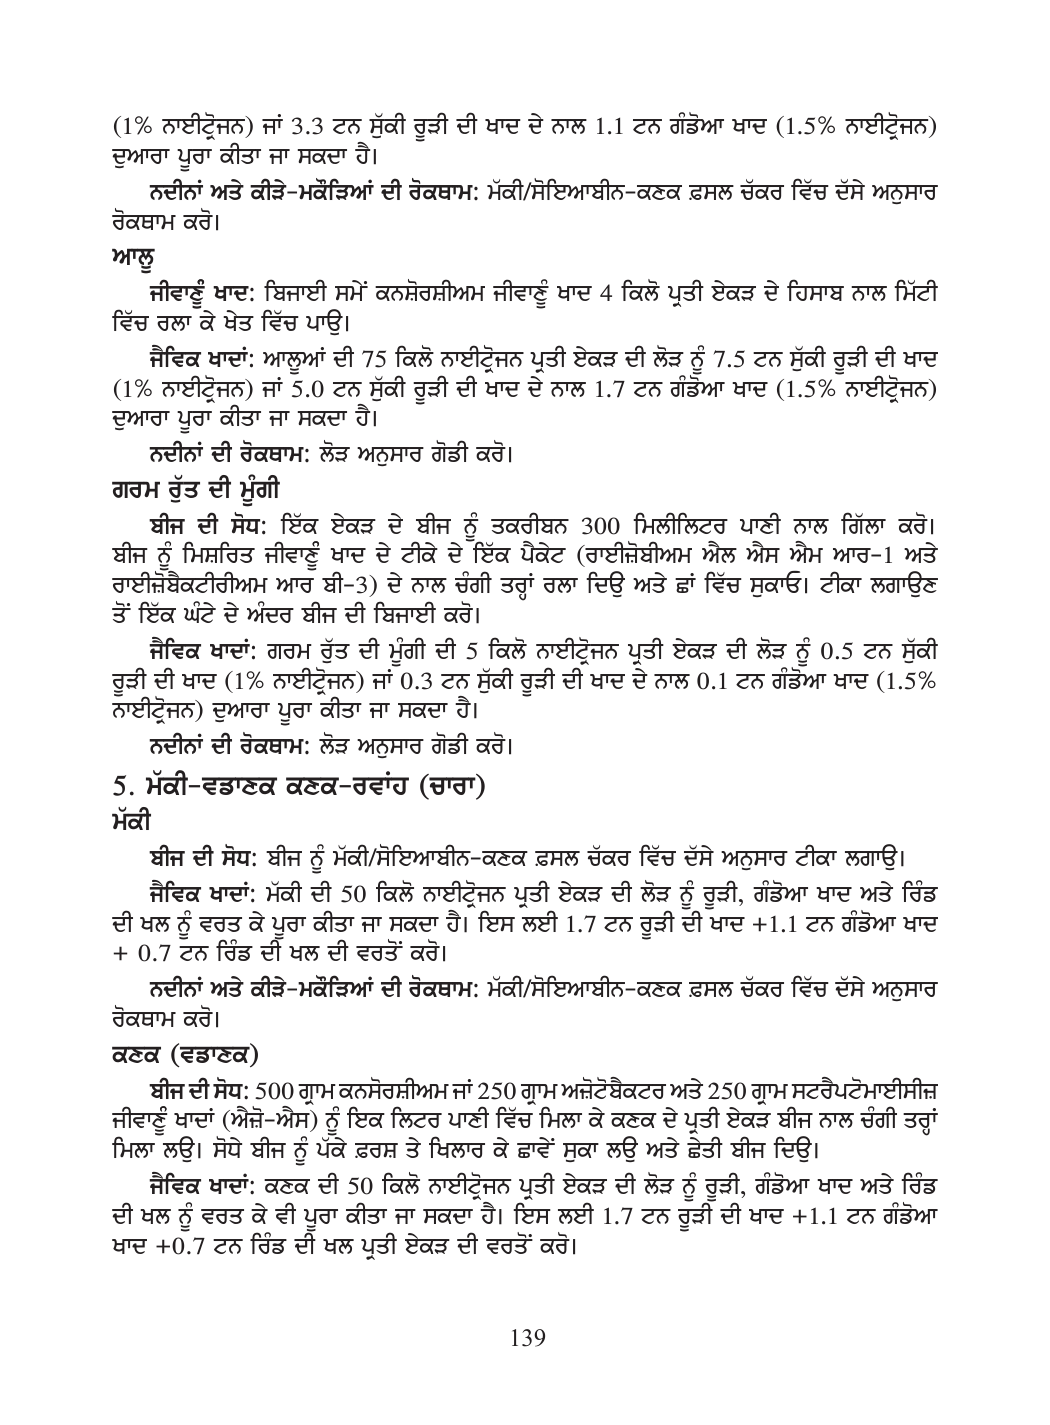 (1% ਨਾਈਟ੍ਰੋਜਨ) ਜਾਂ 3.3 ਟਨ ਸੁੱਕੀ ਰੂੜੀ ਦੀ ਖਾਦ ਦੇ ਨਾਲ 1.1 ਟਨ ਗੰਡੋਆ ਖਾਦ (1.5% ਨਾਈਟ੍ਰੋਜਨ)
ਦੁਆਰਾ ਪੂਰਾ ਕੀਤਾ ਜਾ ਸਕਦਾ ਹੈ।
ਨਦੀਨਾਂ ਅਤੇ ਕੀੜੇ-ਮਕੌੜਿਆਂ ਦੀ ਰੋਕਥਾਮ: ਮੱਕੀ/ਸੋਇਆਬੀਨ-ਕਣਕ ਫ਼ਸਲ ਚੱਕਰ ਵਿੱਚ ਦੱਸੇ ਅਨੁਸਾਰ
ਰੋਕਥਾਮ ਕਰੋ।
ਆਲੂ
ਜੀਵਾਣੂੰ ਖਾਦ: ਬਿਜਾਈ ਸਮੇਂ ਕਨਸ਼ੋਰਸ਼ੀਅਮ ਜੀਵਾਣੂੰ ਖਾਦ 4 ਕਿਲੋ ਪ੍ਰਤੀ ਏਕੜ ਦੇ ਹਿਸਾਬ ਨਾਲ ਮਿੱਟੀ
ਵਿੱਚ ਰਲਾ ਕੇ ਖੇਤ ਵਿੱਚ ਪਾਉ।
ਜੈਵਿਕ ਖਾਦਾਂ: ਆਲੂਆਂ ਦੀ 75 ਕਿਲੋ ਨਾਈਟ੍ਰੋਜਨ ਪ੍ਰਤੀ ਏਕੜ ਦੀ ਲੋੜ ਨੂੰ 7.5 ਟਨ ਸੁੱਕੀ ਰੂੜੀ ਦੀ ਖਾਦ
(1% ਨਾਈਟ੍ਰੋਜਨ) ਜਾਂ 5.0 ਟਨ ਸੁੱਕੀ ਰੂੜੀ ਦੀ ਖਾਦ ਦੇ ਨਾਲ 1.7 ਟਨ ਗੰਡੋਆ ਖਾਦ (1.5% ਨਾਈਟ੍ਰੋਜਨ)
ਦੁਆਰਾ ਪੂਰਾ ਕੀਤਾ ਜਾ ਸਕਦਾ ਹੈ।
ਨਦੀਨਾਂ ਦੀ ਰੋਕਥਾਮ: ਲੋੜ ਅਨੁਸਾਰ ਗੋਡੀ ਕਰੋ।
ਗਰਮ ਰੁੱਤ ਦੀ ਮੂੰਗੀ
ਬੀਜ ਦੀ ਸੋਧ: ਇੱਕ ਏਕੜ ਦੇ ਬੀਜ ਨੂੰ ਤਕਰੀਬਨ 300 ਮਿਲੀਲਿਟਰ ਪਾਣੀ ਨਾਲ ਗਿੱਲਾ ਕਰੋ।
ਬੀਜ ਨੂੰ ਮਿਸ਼ਰਿਤ ਜੀਵਾਣੂੰ ਖਾਦ ਦੇ ਟੀਕੇ ਦੇ ਇੱਕ ਪੈਕੇਟ (ਰਾਈਜ਼ੋਬੀਅਮ ਐਲ ਐਸ ਐਮ ਆਰ-1 ਅਤੇ
ਰਾਈਜ਼ੋਬੈਕਟੀਰੀਅਮ ਆਰ ਬੀ-3) ਦੇ ਨਾਲ ਚੰਗੀ ਤਰ੍ਹਾਂ ਰਲਾ ਦਿਉ ਅਤੇ ਛਾਂ ਵਿੱਚ ਸੁਕਾਓ। ਟੀਕਾ ਲਗਾਉਣ
ਤੋਂ ਇੱਕ ਘੰਟੇ ਦੇ ਅੰਦਰ ਬੀਜ ਦੀ ਬਿਜਾਈ ਕਰੋ।
ਜੈਵਿਕ ਖਾਦਾਂ: ਗਰਮ ਰੁੱਤ ਦੀ ਮੂੰਗੀ ਦੀ 5 ਕਿਲੋ ਨਾਈਟ੍ਰੋਜਨ ਪ੍ਰਤੀ ਏਕੜ ਦੀ ਲੋੜ ਨੂੰ 0.5 ਟਨ ਸੁੱਕੀ
ਰੂੜੀ ਦੀ ਖਾਦ (1% ਨਾਈਟ੍ਰੋਜਨ) ਜਾਂ 0.3 ਟਨ ਸੁੱਕੀ ਰੂੜੀ ਦੀ ਖਾਦ ਦੇ ਨਾਲ 0.1 ਟਨ ਗੰਡੋਆ ਖਾਦ (1.5%
ਨਾਈਟ੍ਰੋਜਨ) ਦੁਆਰਾ ਪੂਰਾ ਕੀਤਾ ਜਾ ਸਕਦਾ ਹੈ।
ਨਦੀਨਾਂ ਦੀ ਰੋਕਥਾਮ: ਲੋੜ ਅਨੁਸਾਰ ਗੋਡੀ ਕਰੋ।
5. ਮੱਕੀ-ਵਡਾਣਕ ਕਣਕ-ਰਵਾਂਹ (ਚਾਰਾ)
ਮੱਕੀ
ਬੀਜ ਦੀ ਸੋਧ: ਬੀਜ ਨੂੰ ਮੱਕੀ/ਸੋਇਆਬੀਨ-ਕਣਕ ਫ਼ਸਲ ਚੱਕਰ ਵਿੱਚ ਦੱਸੇ ਅਨੁਸਾਰ ਟੀਕਾ ਲਗਾਉ।
ਜੈਵਿਕ ਖਾਦਾਂ: ਮੱਕੀ ਦੀ 50 ਕਿਲੋ ਨਾਈਟ੍ਰੋਜਨ ਪ੍ਰਤੀ ਏਕੜ ਦੀ ਲੋੜ ਨੂੰ ਰੂੜੀ, ਗੰਡੋਆ ਖਾਦ ਅਤੇ ਰਿੰਡ
ਦੀ ਖਲ ਨੂੰ ਵਰਤ ਕੇ ਪੂਰਾ ਕੀਤਾ ਜਾ ਸਕਦਾ ਹੈ। ਇਸ ਲਈ 1.7 ਟਨ ਰੂੜੀ ਦੀ ਖਾਦ +1.1 ਟਨ ਗੰਡੋਆ ਖਾਦ
+ 0.7 ਟਨ ਰਿੰਡ ਦੀ ਖਲ ਦੀ ਵਰਤੋਂ ਕਰੋ।
ਨਦੀਨਾਂ ਅਤੇ ਕੀੜੇ-ਮਕੌੜਿਆਂ ਦੀ ਰੋਕਥਾਮ: ਮੱਕੀ/ਸੋਇਆਬੀਨ-ਕਣਕ ਫ਼ਸਲ ਚੱਕਰ ਵਿੱਚ ਦੱਸੇ ਅਨੁਸਾਰ
ਰੋਕਥਾਮ ਕਰੋ।
ਕਣਕ (ਵਡਾਣਕ)
ਬੀਜ ਦੀ ਸੋਧ: 500 ਗ੍ਰਾਮ ਕਨਸੋਰਸ਼ੀਅਮ ਜਾਂ 250 ਗ੍ਰਾਮ ਅਜ਼ੋਟੋਬੈਕਟਰ ਅਤੇ 250 ਗ੍ਰਾਮ ਸਟਰੈਪਟੋਮਾਈਸੀਜ਼
ਜੀਵਾਣੂੰ ਖਾਦਾਂ (ਐਜ਼ੋ-ਐਸ) ਨੂੰ ਇਕ ਲਿਟਰ ਪਾਣੀ ਵਿੱਚ ਮਿਲਾ ਕੇ ਕਣਕ ਦੇ ਪ੍ਰਤੀ ਏਕੜ ਬੀਜ ਨਾਲ ਚੰਗੀ ਤਰ੍ਹਾਂ
ਮਿਲਾ ਲਉ। ਸੋਧੇ ਬੀਜ ਨੂੰ ਪੱਕੇ ਫ਼ਰਸ਼ ਤੇ ਖਿਲਾਰ ਕੇ ਛਾਵੇਂ ਸੁਕਾ ਲਉ ਅਤੇ ਛੇਤੀ ਬੀਜ ਦਿਉ।
ਜੈਵਿਕ ਖਾਦਾਂ: ਕਣਕ ਦੀ 50 ਕਿਲੋ ਨਾਈਟ੍ਰੋਜਨ ਪ੍ਰਤੀ ਏਕੜ ਦੀ ਲੋੜ ਨੂੰ ਰੂੜੀ, ਗੰਡੋਆ ਖਾਦ ਅਤੇ ਰਿੰਡ
ਦੀ ਖਲ ਨੂੰ ਵਰਤ ਕੇ ਵੀ ਪੂਰਾ ਕੀਤਾ ਜਾ ਸਕਦਾ ਹੈ। ਇਸ ਲਈ 1.7 ਟਨ ਰੂੜੀ ਦੀ ਖਾਦ +1.1 ਟਨ ਗੰਡੋਆ
ਖਾਦ +0.7 ਟਨ ਰਿੰਡ ਦੀ ਖਲ ਪ੍ਰਤੀ ਏਕੜ ਦੀ ਵਰਤੋਂ ਕਰੋ।
139